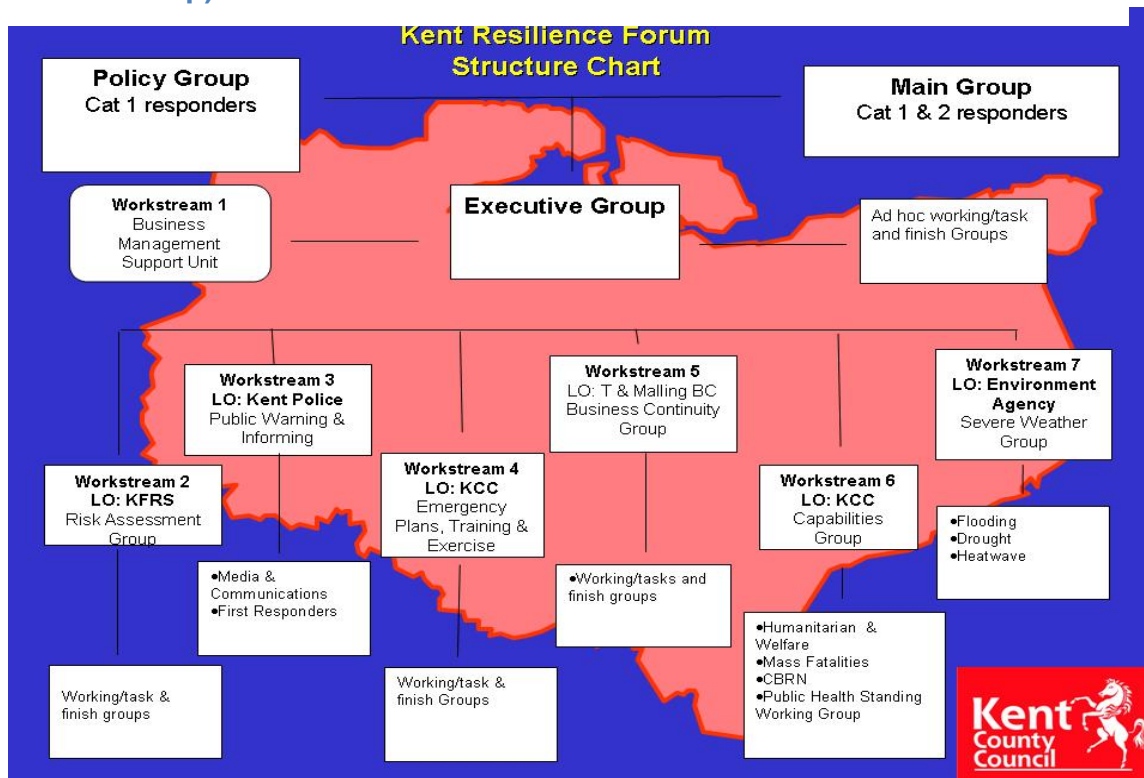 Kent Resilience Forum
Structure Chart
Policy Group
Cat 1 responders
Main Group
Cat 1 & 2 responders
Workstream 1
Business
Management
Support Unit
Executive Group
Ad hoc working/task
and finish Groups
Workstream 2
LO: KFRS
Risk Assessment
Group
Workstream 3
LO: Kent Police
Public Warning &
Informing
Workstream 4
LO: KCC
Emergency
Plans, Training &
Exercise
Workstream 5
LO: T & Malling BC
Business Continuity
Group
Workstream 6
LO: KCC
Capabilities
Group
Workstream 7
LO: Environment
Agency
Severe Weather
Group
Working/task &
finish groups
•Media &
Communications
•First Responders
Working/task &
finish Groups
•Working/tasks and
finish groups
•Humanitarian &
Welfare
•Mass Fatalities
•CBRN
•Public Health Standing
Working Group
•Flooding
•Drought
•Heatwave
Kent
County
Council